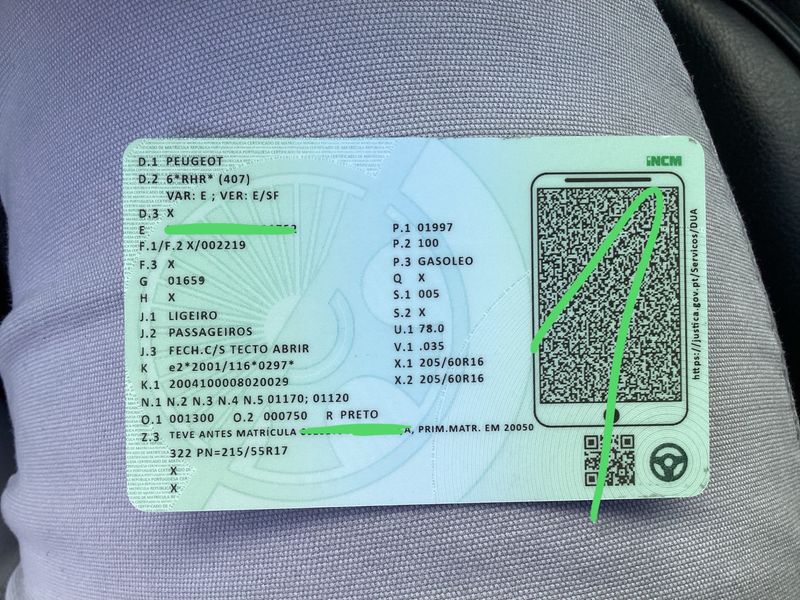 D.1 PEUGEOT
iNCM
D.2 6*RHR* (407)
VAR: E ; VER: E/SF
D.3 X
E
F.1/F.2 X/002219
F.3 X
G 01659
H X
J.1 LIGEIRO
J.2 PASSAGEIROS
J.3 FECH.C/S TECTO ABRIR
K e2*2001/116*0297*
K.1 2004100008020029
P.1 01997
P.2 100
P.3 GASOLEO
Q X
S.1 005
S.2 X
U.1 78.0
V.1 .035
X.1 205/60R16
X.2 205/60R16
N.1 N.2 N.3 N.4 N.5 01170; 01120
O.1 001300 O.2 000750 R PRETO
Z.3 TEVE ANTES MATRÍCULA A, PRIM.MATR. EM 20050
322 PN=215/55R17
X
X
https://justica.gov.pt/Servicos/DUA